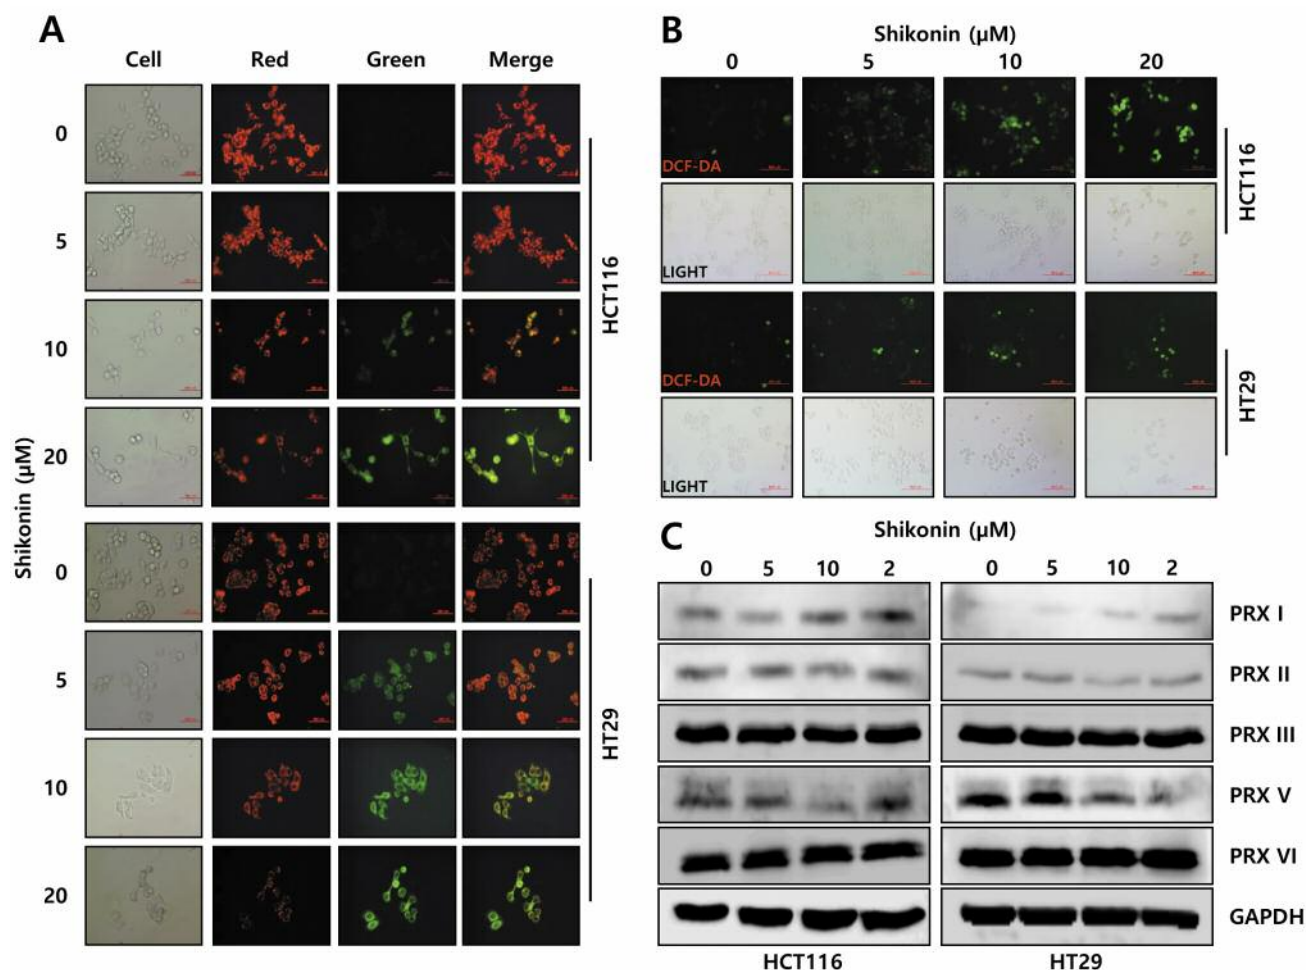 A
Cell Red Green Merge
0
5
10
20
HCT116
Shikonin (µM)
0
5
10
20
HT29
B
Shikonin (µM)
0 5 10 20
DCF-DA
LIGHT
HCT116
DCF-DA
LIGHT
HT29
C
Shikonin (µM)
0 5 10 2 0 5 10 2
PRX I
PRX II
PRX III
PRX V
PRX VI
GAPDH
HCT116 HT29